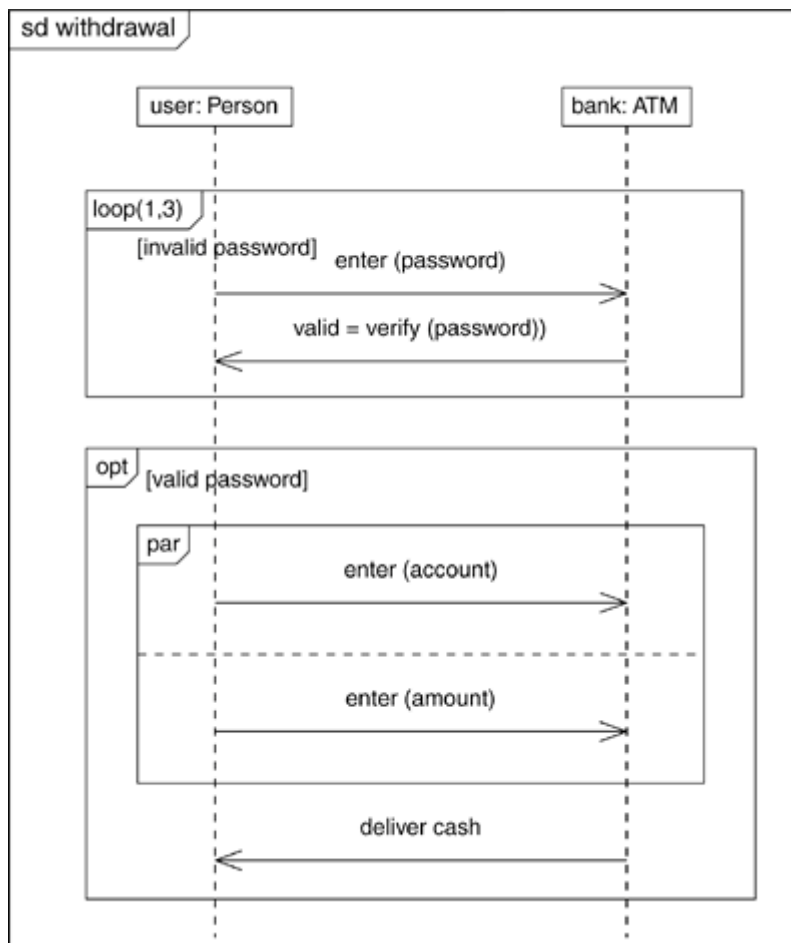 sd withdrawal
user: Person
bank: ATM
loop(1,3)
[invalid password]
enter (password)
valid = verify (password))
opt
[valid password]
par
enter (account)
enter (amount)
deliver cash